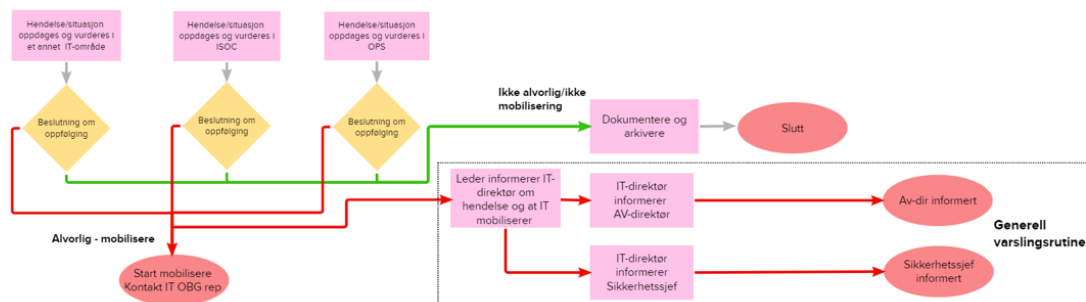 Hendelse/situasjon
oppdages og vurderes i
et annet IT-område
Hendelse/situasjon
oppdages og vurderes i
ISOC
Hendelse/situasjon
oppdages og vurderes i
OPS
Beslutning om
oppfølging
Beslutning om
oppfølging
Beslutning om
oppfølging
Ikke alvorlig/ikke
mobilisering
Dokumentere og
arkivere
Slutt
Alvorlig - mobilisere
Start mobilisere
Kontakt IT OBG rep
Leder informerer IT-
direktør om
hendelse og at IT
mobiliserer
IT-direktør
informerer
AV-direktør
Av-dir informert
Generell
varslingsrutine
IT-direktør
informerer
Sikkerhetssjef
Sikkerhetssjef
informert